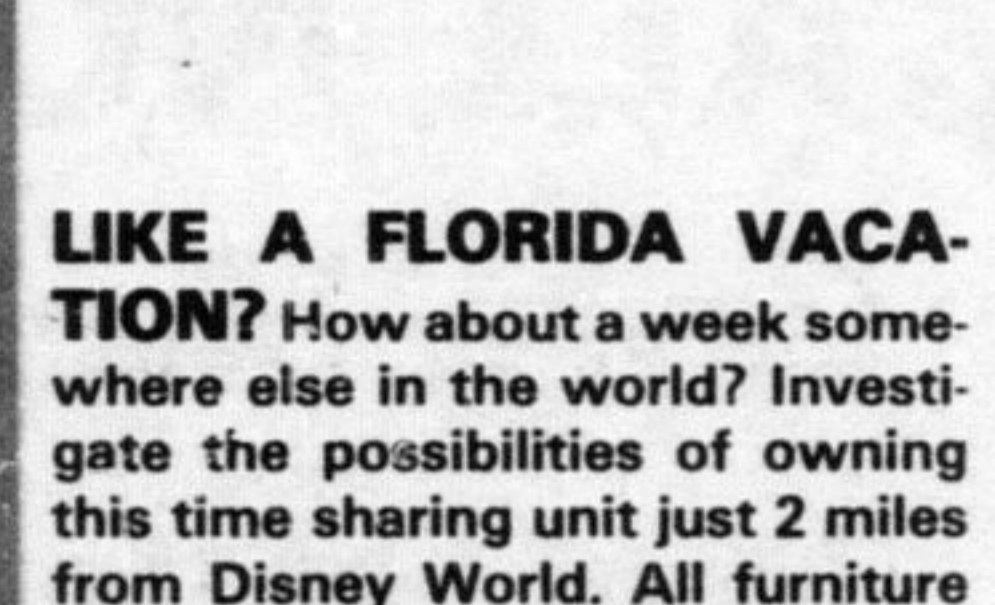 LIKE A FLORIDA VACA-
TION? How about a week some-
where else in the world? Investi-
gate the possibilities of owning
this time sharing unit just 2 miles
from Disney World. All furniture